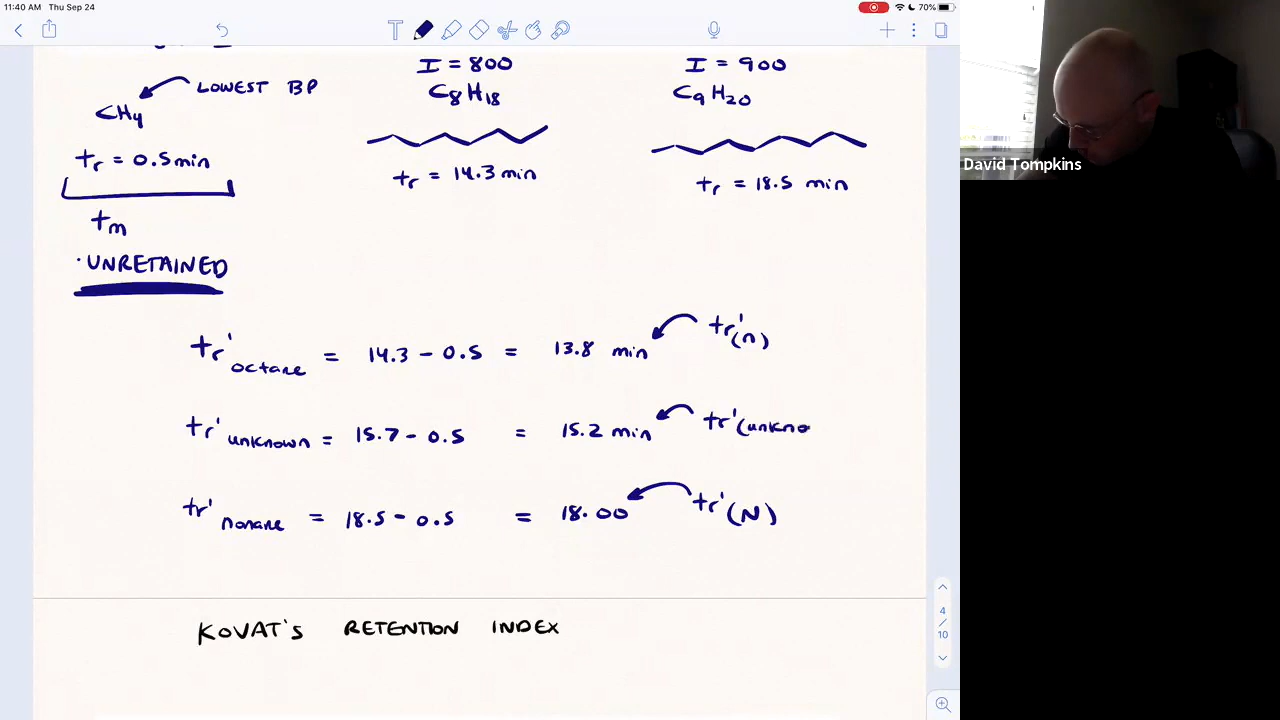 11:40 AM Thu Sep 24
70%
LOWEST BP
CH4
tr = 0.5min
tm
· UNRETAINED
I = 800
C8H18
tr = 14.3 min
I = 900
C9H20
tr = 18.5 min
David Tompkins
tr' octane = 14.3 - 0.5 = 13.8 min tr'(n)
tr' unknown = 15.7 - 0.5 = 15.2 min tr'(unkno
tr' nonane = 18.5 - 0.5 = 18.00 tr'(N)
4
/
10
KOVAT's RETENTION INDEX